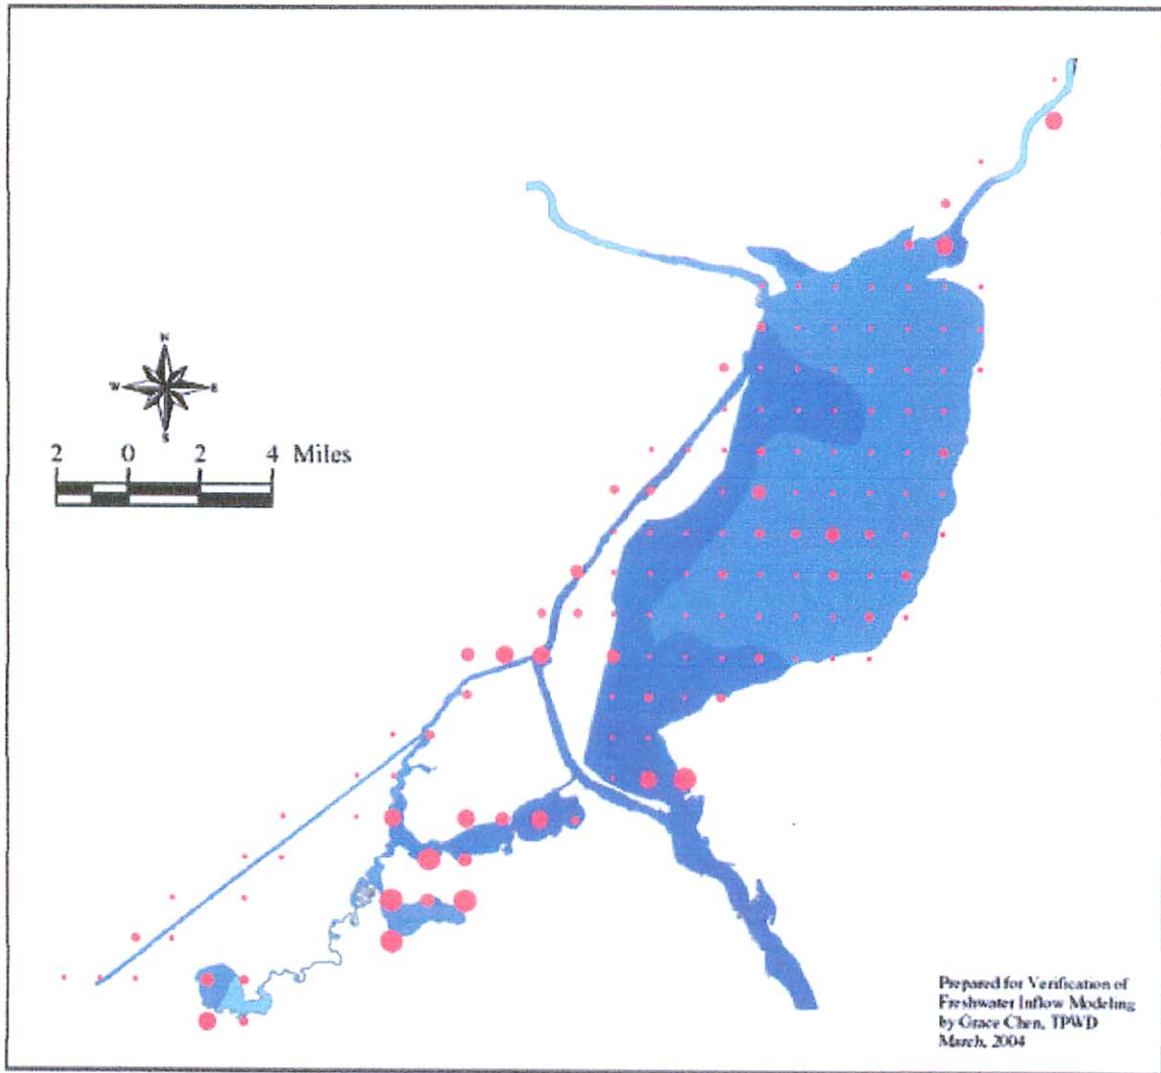 N
W E
S
2 0 2 4 Miles
Prepared for Verification of
Freshwater Inflow Modeling
by Grace Chen, TPWD
March, 2004